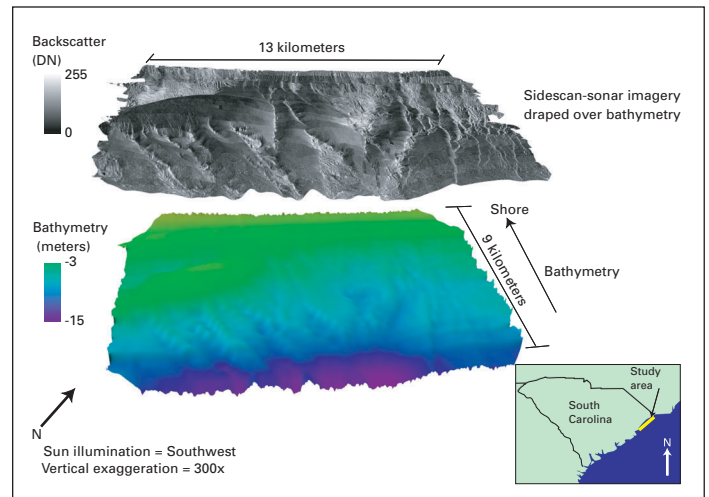 Backscatter
(DN)
255
0
13 kilometers
Sidescan-sonar imagery
draped over bathymetry
Bathymetry
(meters)
-3
-15
Shore
9 kilometers
Bathymetry
N
Sun illumination = Southwest
Vertical exaggeration = 300x
Study
area
South
Carolina
N